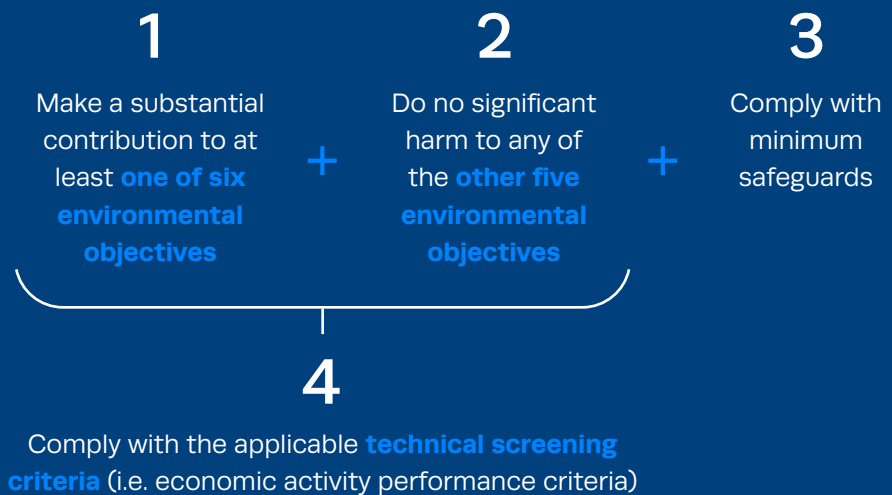 1
Make a substantial
contribution to at
least one of six
environmental
objectives
+
2
Do no significant
harm to any of
the other five
environmental
objectives
+
3
Comply with
minimum
safeguards
4
Comply with the applicable technical screening
criteria (i.e. economic activity performance criteria)